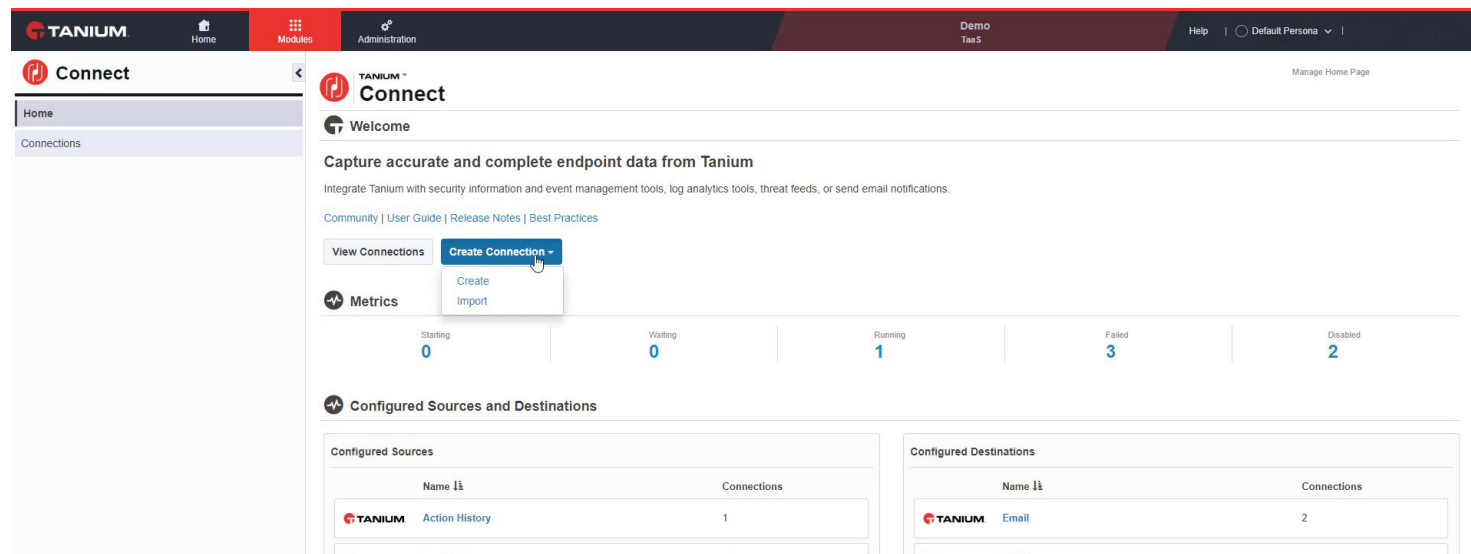 TANIUM
Home
Modules
Administration
Demo
TaaS
Help | Default Persona |
Connect
Home
Connections
TANIUM™
Connect
Manage Home Page
Welcome
Capture accurate and complete endpoint data from Tanium
Integrate Tanium with security information and event management tools, log analytics tools, threat feeds, or send email notifications.
Community | User Guide | Release Notes | Best Practices
View Connections
Create Connection
Create
Import
Metrics
Starting
0
Waiting
0
Running
1
Failed
3
Disabled
2
Configured Sources and Destinations
Configured Sources
Name
Connections
TANIUM
Action History
1
Configured Destinations
Name
Connections
TANIUM
Email
2